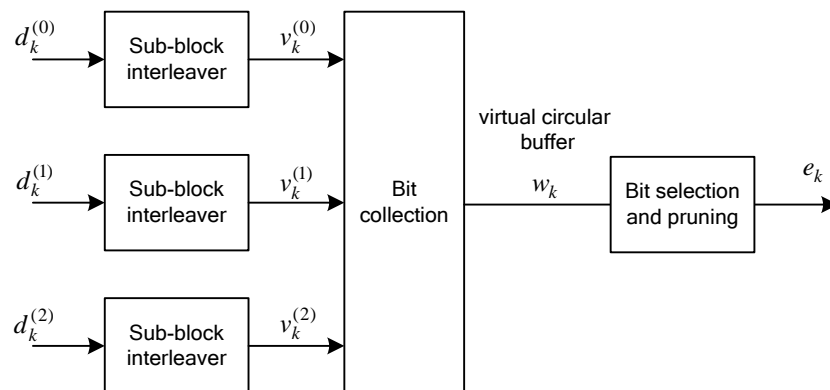 d_k^{(0)}
Sub-block
interleaver
v_k^{(0)}
d_k^{(1)}
Sub-block
interleaver
v_k^{(1)}
d_k^{(2)}
Sub-block
interleaver
v_k^{(2)}
Bit
collection
virtual circular
buffer
w_k
Bit selection
and pruning
e_k